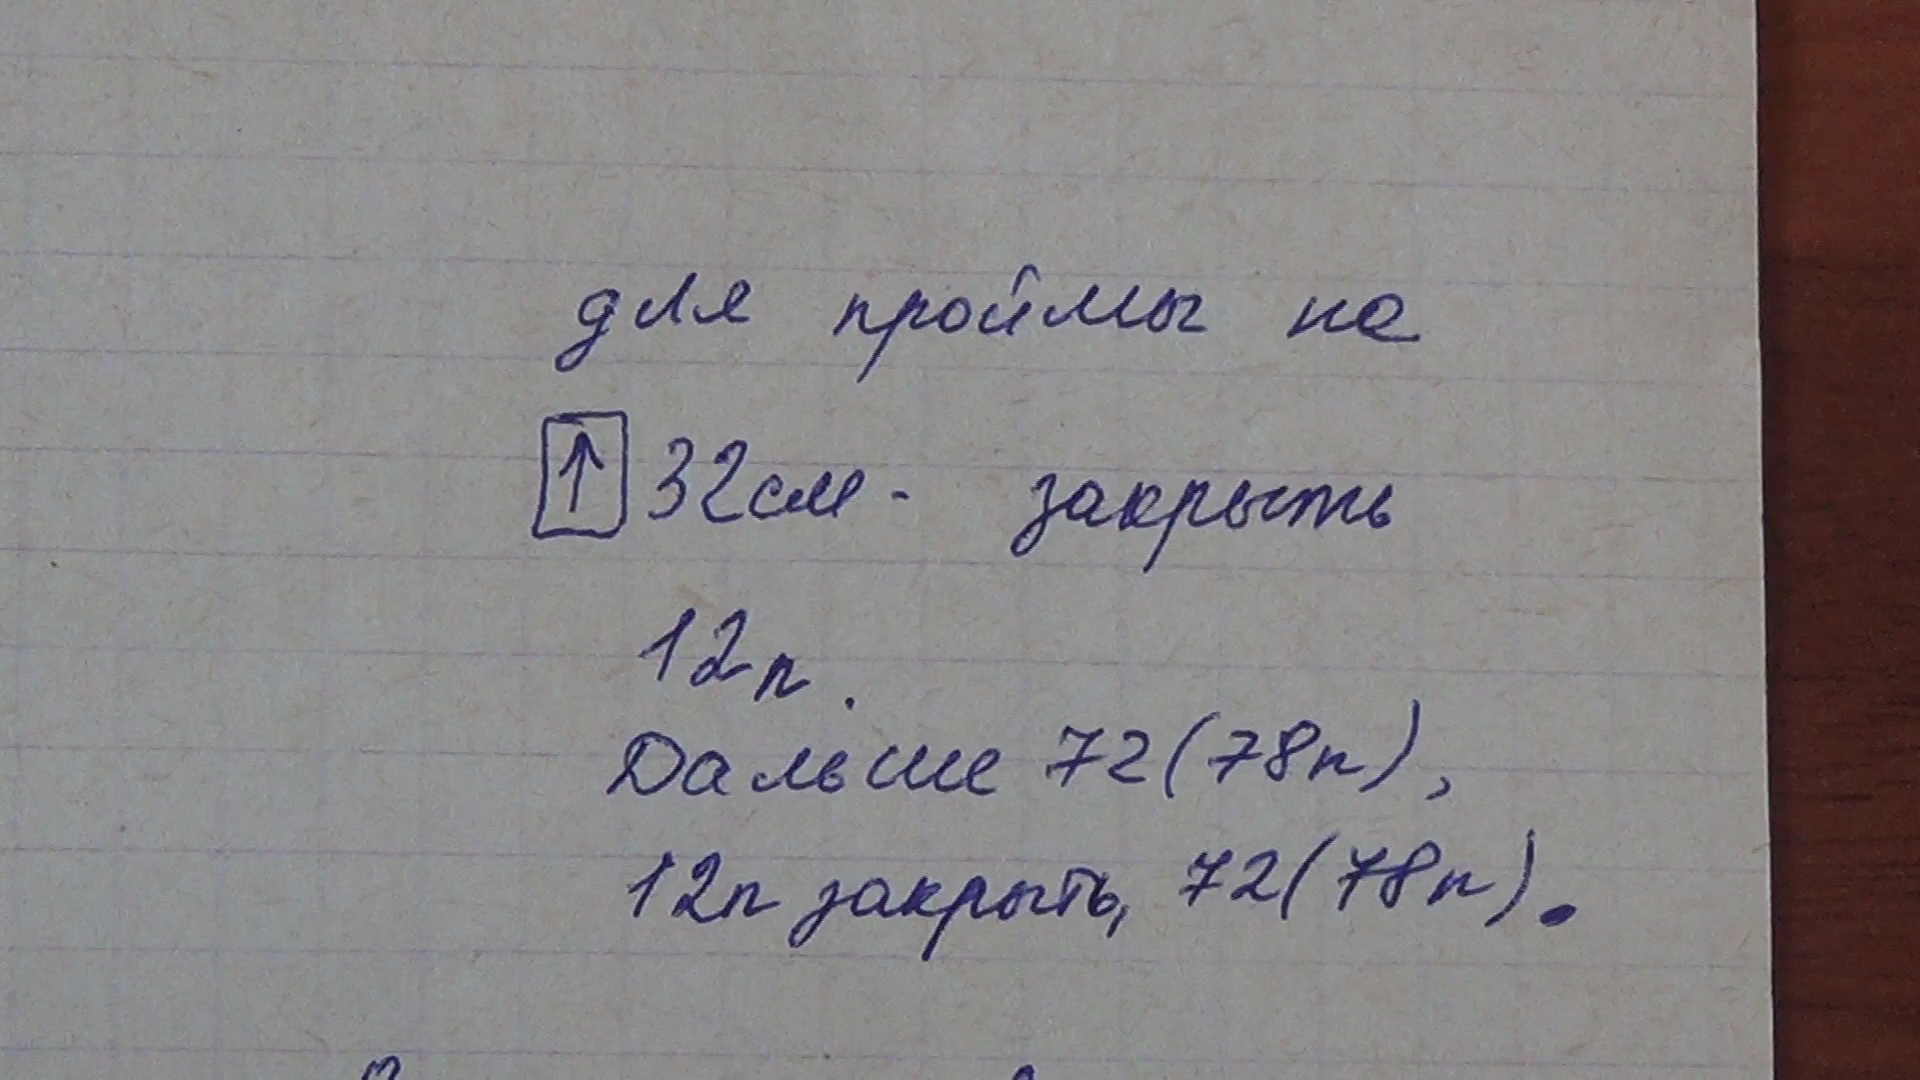 для проймы на
↑ 32см - закрыть
12п.
Дальше 72(78п),
12п закрыть, 72(78п).